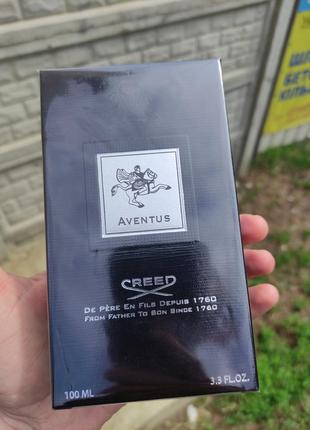 AVENTUS
CREED
DE PÈRE EN FILS DEPUIS 1760
FROM FATHER TO SON SINCE 1760
100 ML
3.3 FL.OZ.